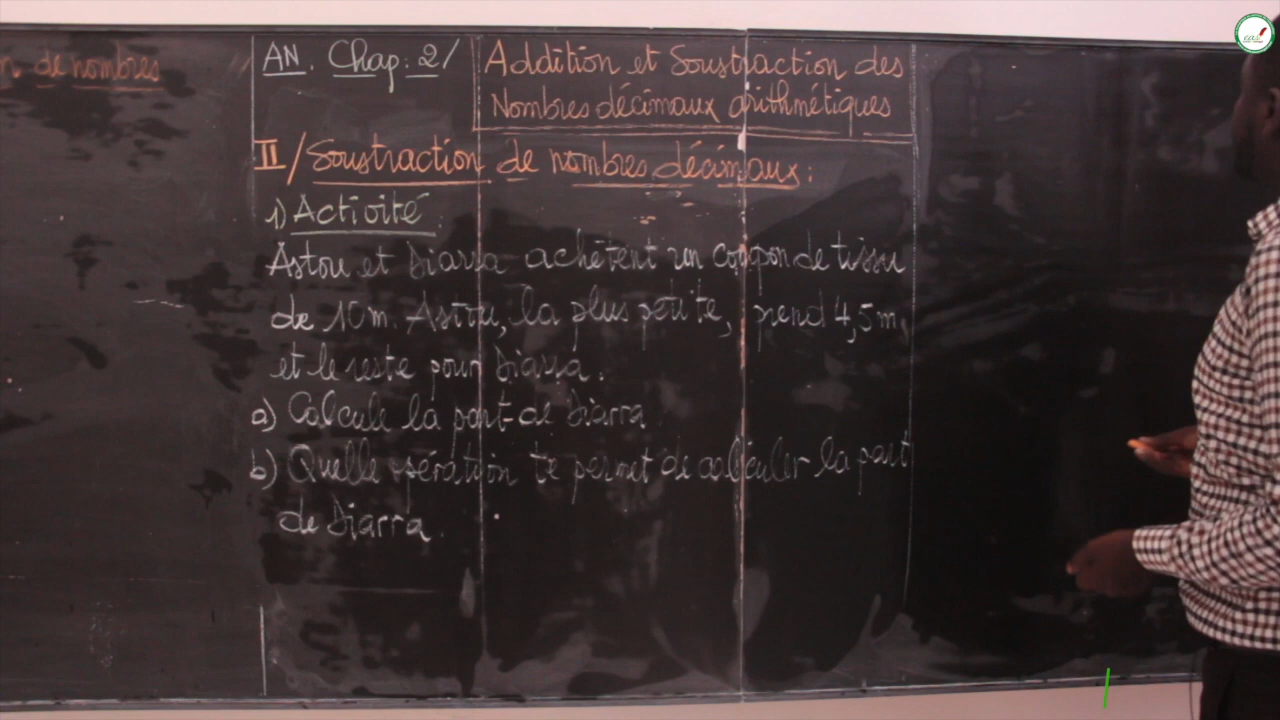 n de nombres
AN. Chap: 2/
Addition et Soustraction des
Nombres décimaux arithmétiques
II/ Soustraction de nombres décimaux:
1) Activité:
Astou et Diarra achètent un coupon de tissu
de 10m. Astou, la plus petite, prend 4,5m,
et le reste pour Diarra.
a) Calcule la part de Diarra.
b) Quelle opération te permet de calculer la part
de Diarra.